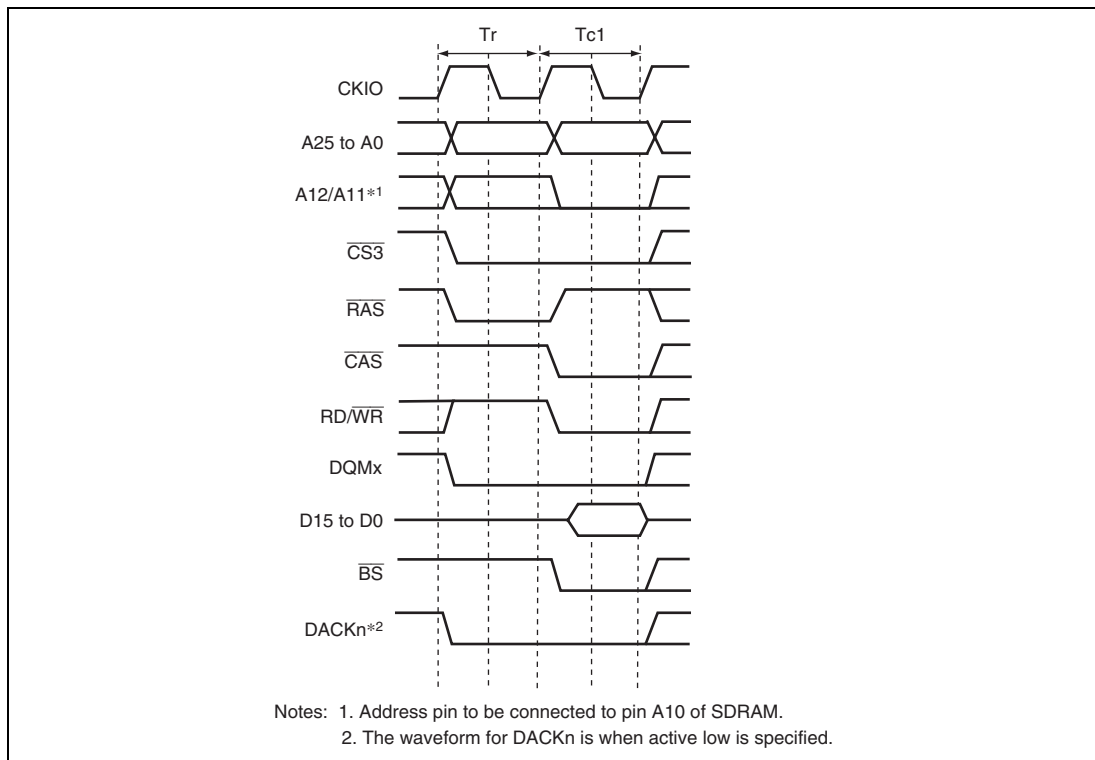 Tr Tc1
CKIO
A25 to A0
A12/A11*1
CS3
RAS
CAS
RD/WR
DQMx
D15 to D0
BS
DACKn*2
Notes: 1. Address pin to be connected to pin A10 of SDRAM.
2. The waveform for DACKn is when active low is specified.